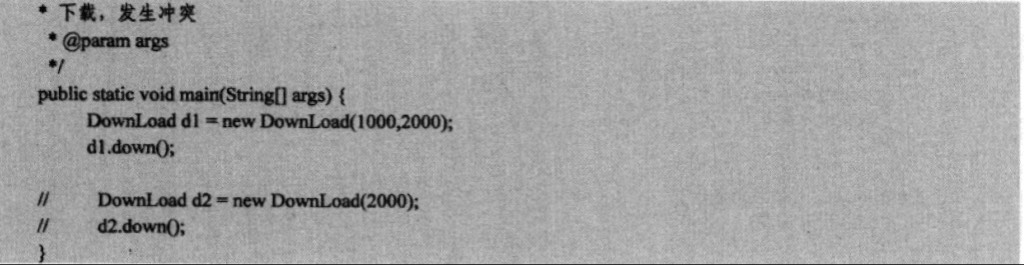 * 下载，发生冲突
* @param args
*/
public static void main(String[] args) {
DownLoad d1 = new DownLoad(1000,2000);
d1.down();
// DownLoad d2 = new DownLoad(2000);
// d2.down();
}